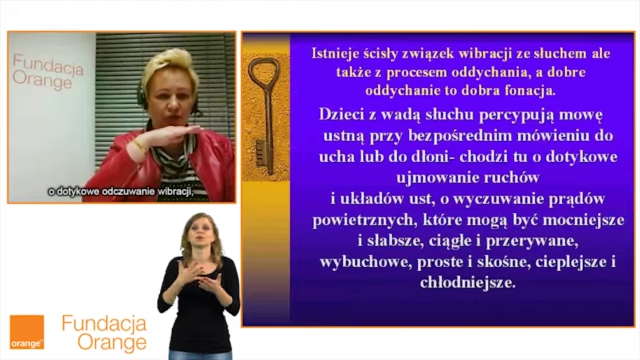 Fundacja
Orange
o dotykowe odczuwanie wibracji,
Istnieje ścisły związek wibracji ze słuchem ale
także z procesem oddychania, a dobre
oddychanie to dobra fonacja.
Dzieci z wadą słuchu percypują mowę
ustną przy bezpośrednim mówieniu do
ucha lub do dłoni- chodzi tu o dotykowe
ujmowanie ruchów
i układów ust, o wyczuwanie prądów
powietrznych, które mogą być mocniejsze
i słabsze, ciągłe i przerywane,
wybuchowe, proste i skośne, cieplejsze i
chłodniejsze.
orange™
Fundacja
Orange